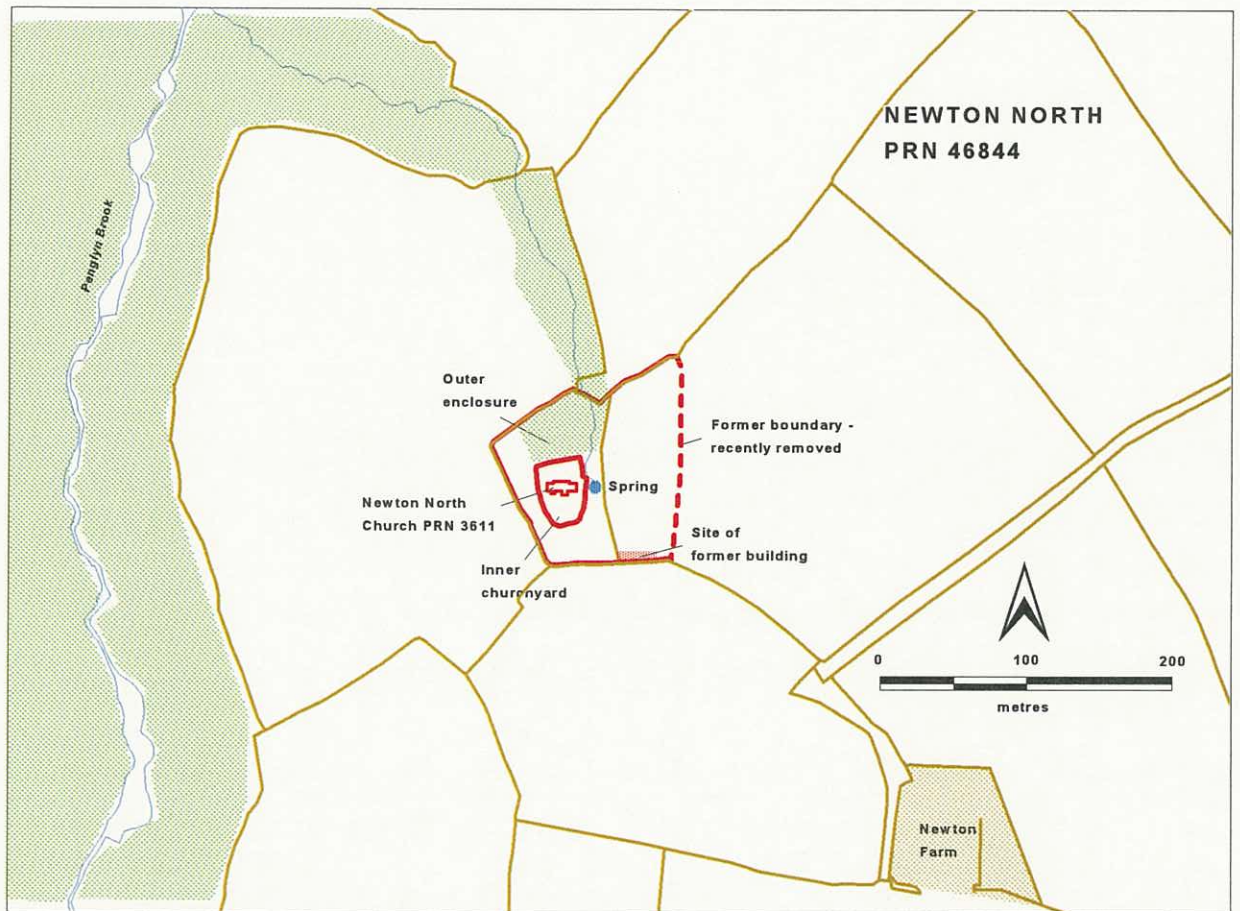 NEWTON NORTH
PRN 46844
Penglyn Brook
Outer
enclosure
Former boundary -
recently removed
Newton North
Church PRN 3611
Spring
Site of
former building
Inner
churchyard
0 100 200
metres
Newton
Farm